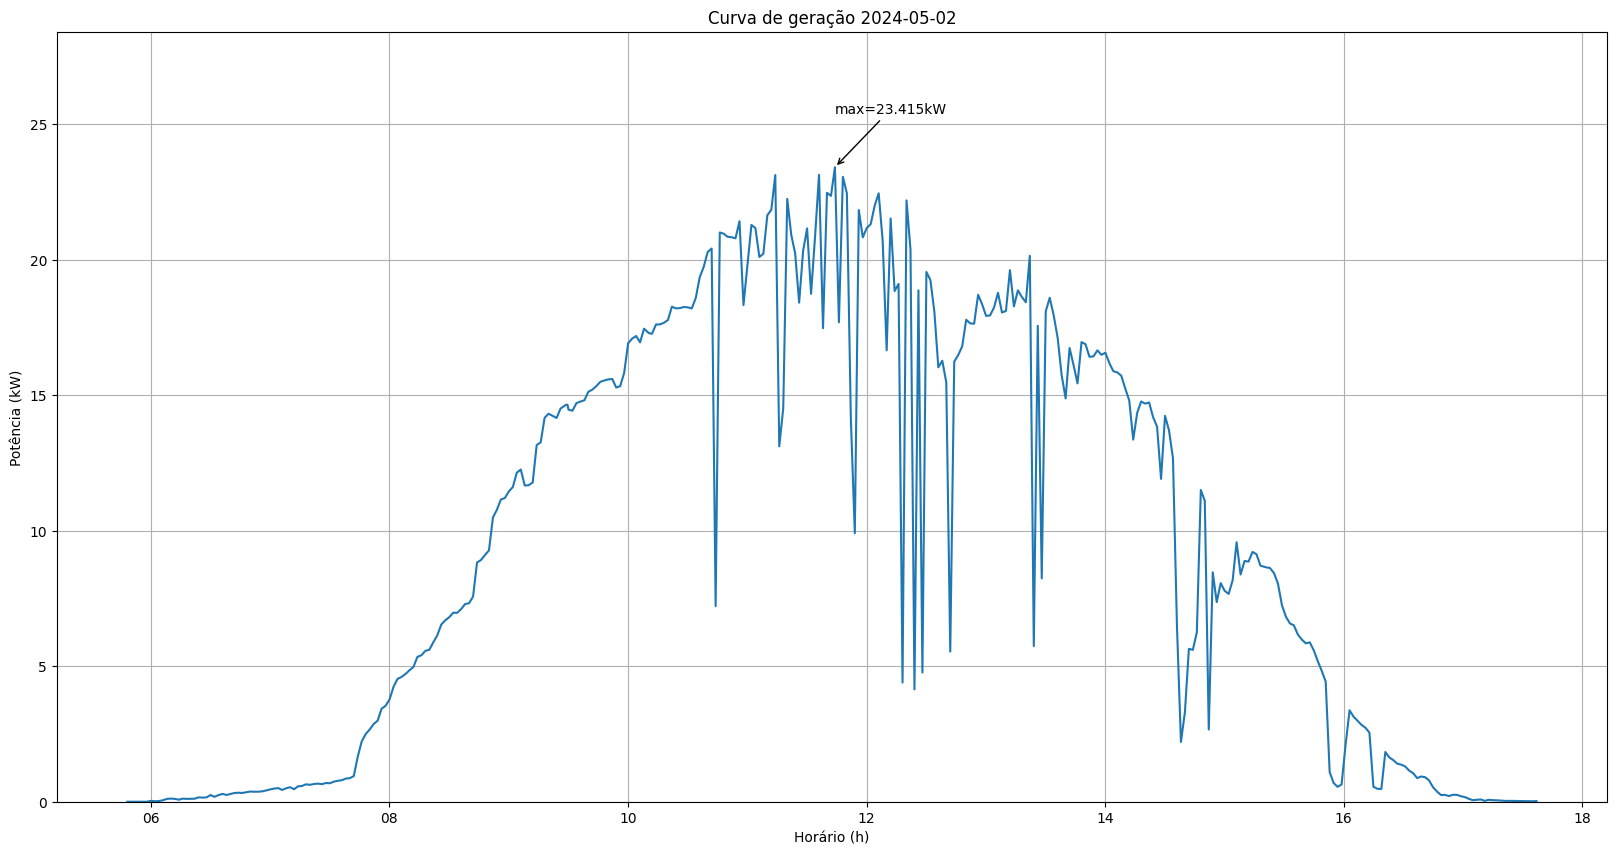 Curva de geração 2024-05-02
max=23.415kW
25
20
15
10
5
0
Potência (kW)
06 08 10 12 14 16 18
Horário (h)